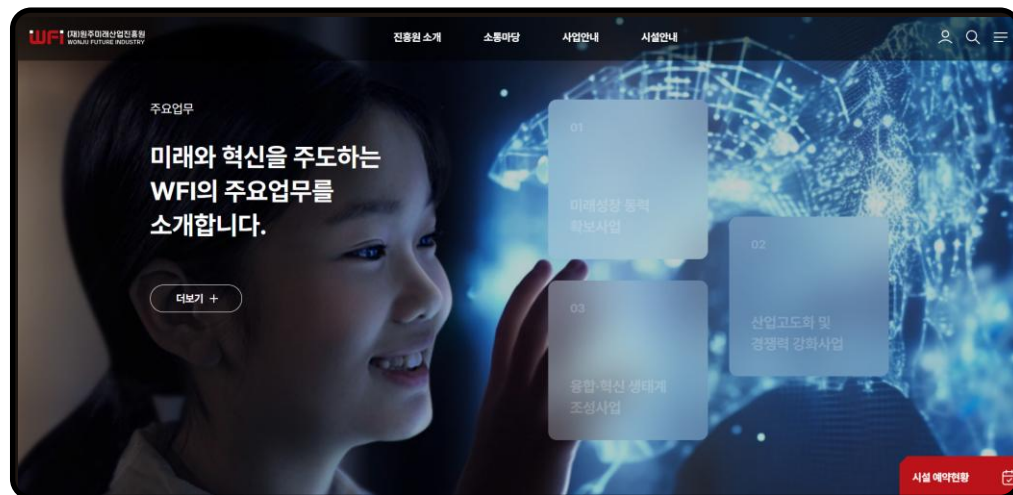 WFI (재)원주미래산업진흥원
WONJU FUTURE INDUSTRY
진흥원 소개 소통마당 사업안내 시설안내
주요업무
미래와 혁신을 주도하는
WFI의 주요업무를
소개합니다.
더보기 +
01
미래성장 동력
확보사업
02
산업고도화 및
경쟁력 강화사업
03
융합·혁신 생태계
조성사업
시설 예약현황